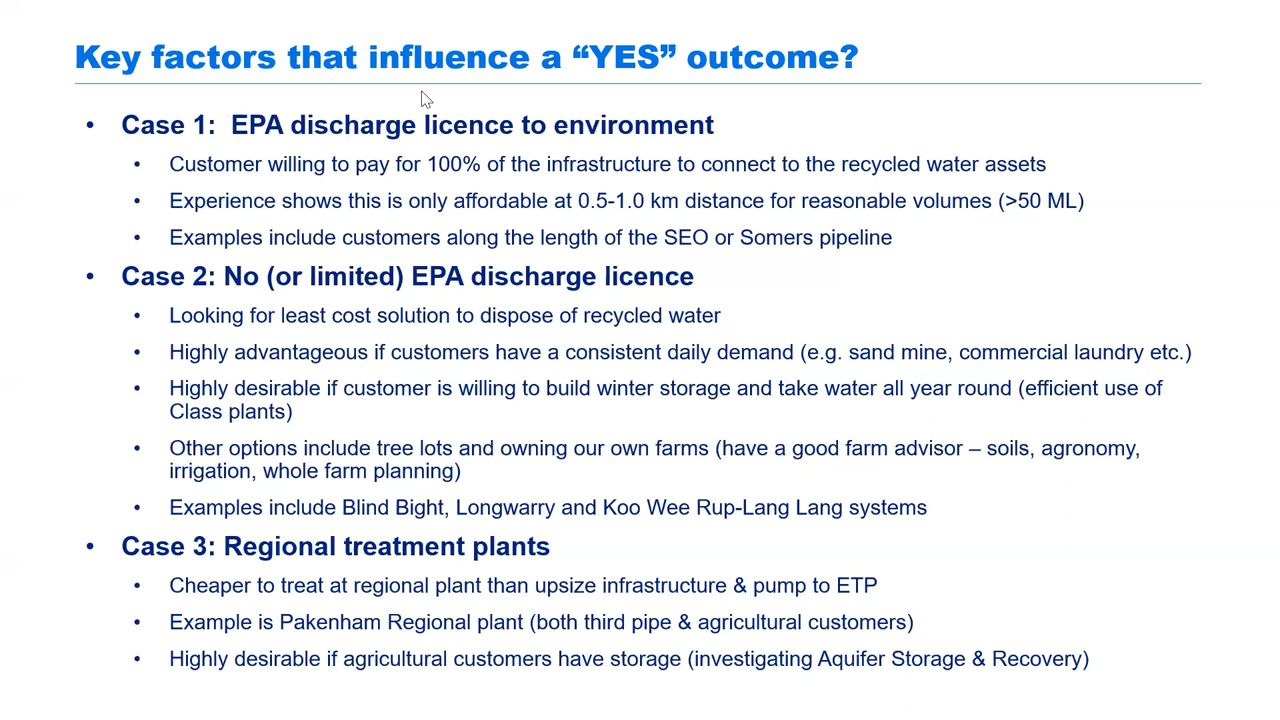 Key factors that influence a “YES” outcome?
• Case 1:  EPA discharge licence to environment
• Customer willing to pay for 100% of the infrastructure to connect to the recycled water assets
• Experience shows this is only affordable at 0.5-1.0 km distance for reasonable volumes (>50 ML)
• Examples include customers along the length of the SEO or Somers pipeline
• Case 2: No (or limited) EPA discharge licence
• Looking for least cost solution to dispose of recycled water
• Highly advantageous if customers have a consistent daily demand (e.g. sand mine, commercial laundry etc.)
• Highly desirable if customer is willing to build winter storage and take water all year round (efficient use of
Class plants)
• Other options include tree lots and owning our own farms (have a good farm advisor – soils, agronomy,
irrigation, whole farm planning)
• Examples include Blind Bight, Longwarry and Koo Wee Rup-Lang Lang systems
• Case 3: Regional treatment plants
• Cheaper to treat at regional plant than upsize infrastructure & pump to ETP
• Example is Pakenham Regional plant (both third pipe & agricultural customers)
• Highly desirable if agricultural customers have storage (investigating Aquifer Storage & Recovery)